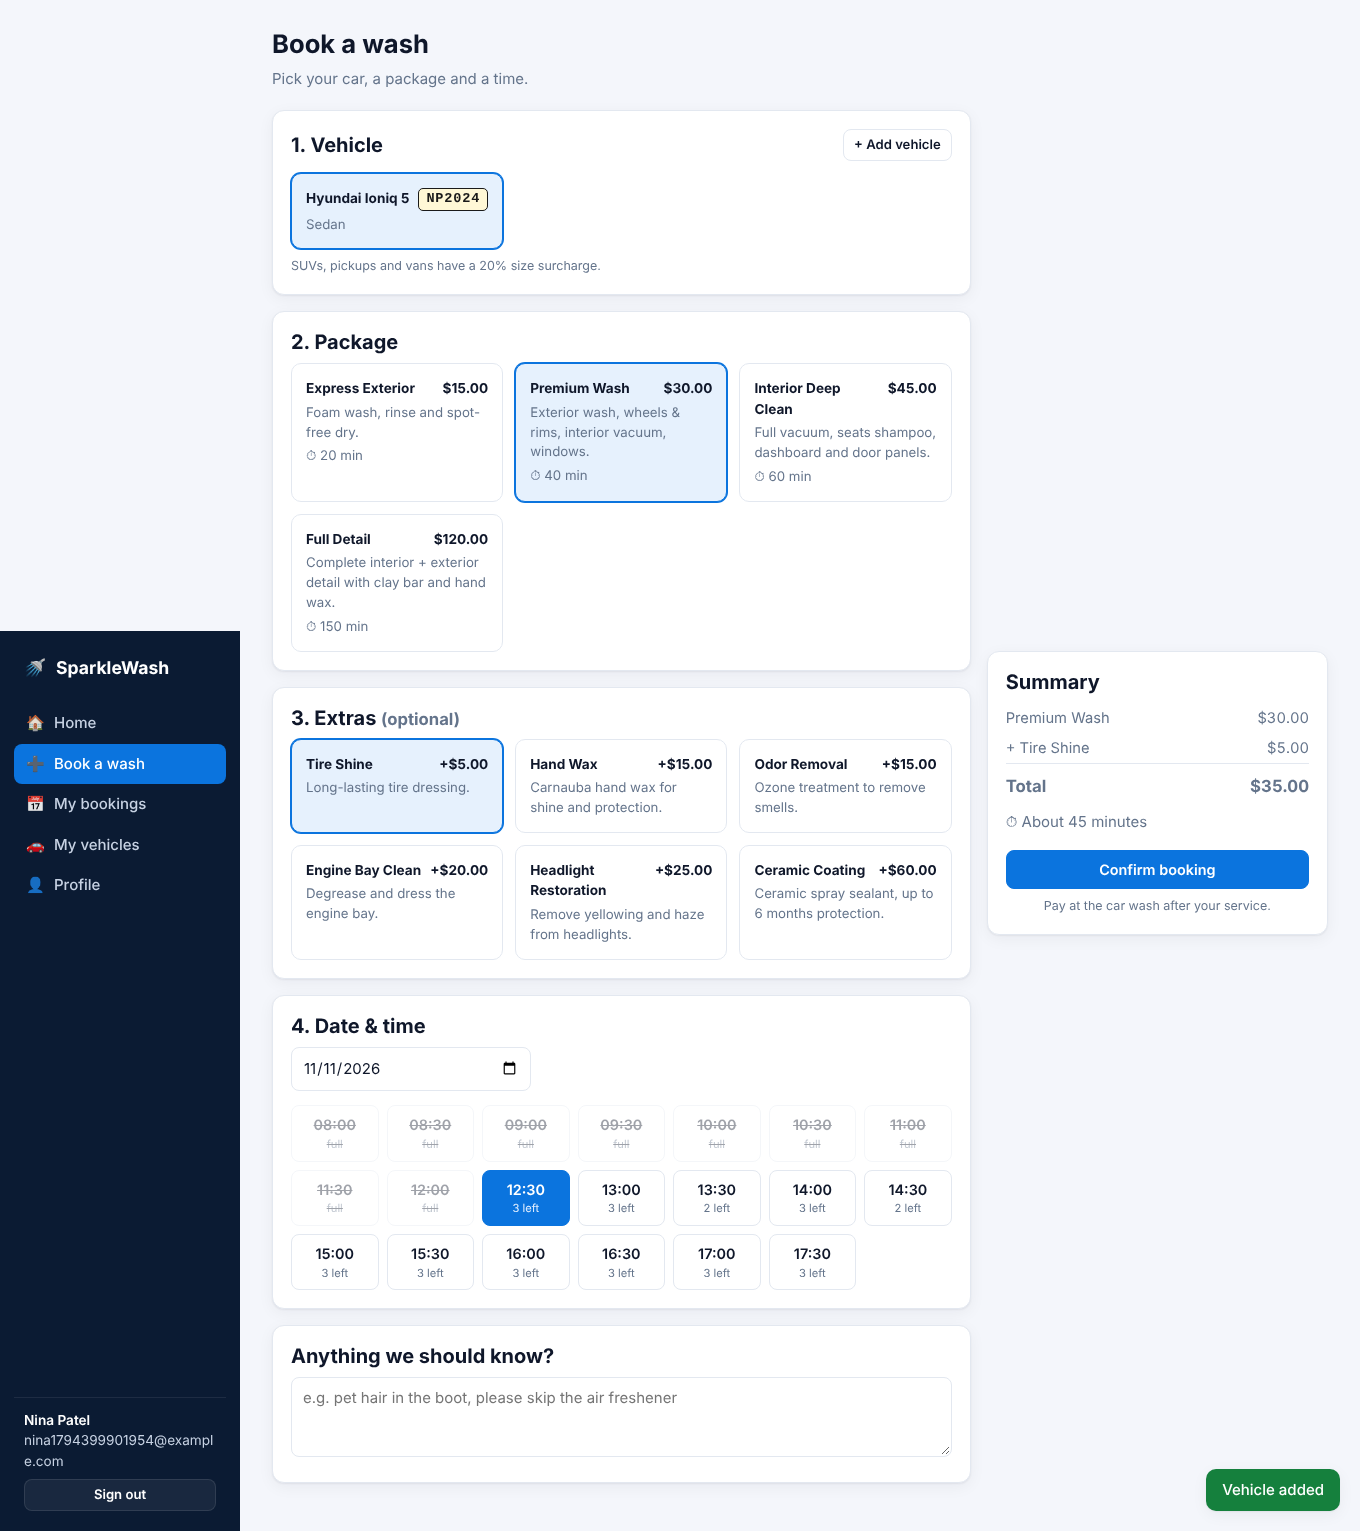 Book a wash
Pick your car, a package and a time.
1. Vehicle
+ Add vehicle
Hyundai Ioniq 5 NP2024
Sedan
SUVs, pickups and vans have a 20% size surcharge.
2. Package
Express Exterior $15.00
Foam wash, rinse and spot-
free dry.
⏱ 20 min
Premium Wash $30.00
Exterior wash, wheels &
rims, interior vacuum,
windows.
⏱ 40 min
Interior Deep $45.00
Clean
Full vacuum, seats shampoo,
dashboard and door panels.
⏱ 60 min
Full Detail $120.00
Complete interior + exterior
detail with clay bar and hand
wax.
⏱ 150 min
3. Extras (optional)
Tire Shine +$5.00
Long-lasting tire dressing.
Hand Wax +$15.00
Carnauba hand wax for
shine and protection.
Odor Removal +$15.00
Ozone treatment to remove
smells.
Engine Bay Clean +$20.00
Degrease and dress the
engine bay.
Headlight +$25.00
Restoration
Remove yellowing and haze
from headlights.
Ceramic Coating +$60.00
Ceramic spray sealant, up to
6 months protection.
4. Date & time
11/11/2026
08:00 08:30 09:00 09:30 10:00 10:30 11:00
full full full full full full full
11:30 12:00 12:30 13:00 13:30 14:00 14:30
full full 3 left 3 left 2 left 3 left 2 left
15:00 15:30 16:00 16:30 17:00 17:30
3 left 3 left 3 left 3 left 3 left 3 left
Anything we should know?
e.g. pet hair in the boot, please skip the air freshener
SparkleWash
Home
Book a wash
My bookings
My vehicles
Profile
Nina Patel
nina1794399901954@exampl
e.com
Sign out
Summary
Premium Wash $30.00
+ Tire Shine $5.00
Total $35.00
⏱ About 45 minutes
Confirm booking
Pay at the car wash after your service.
Vehicle added